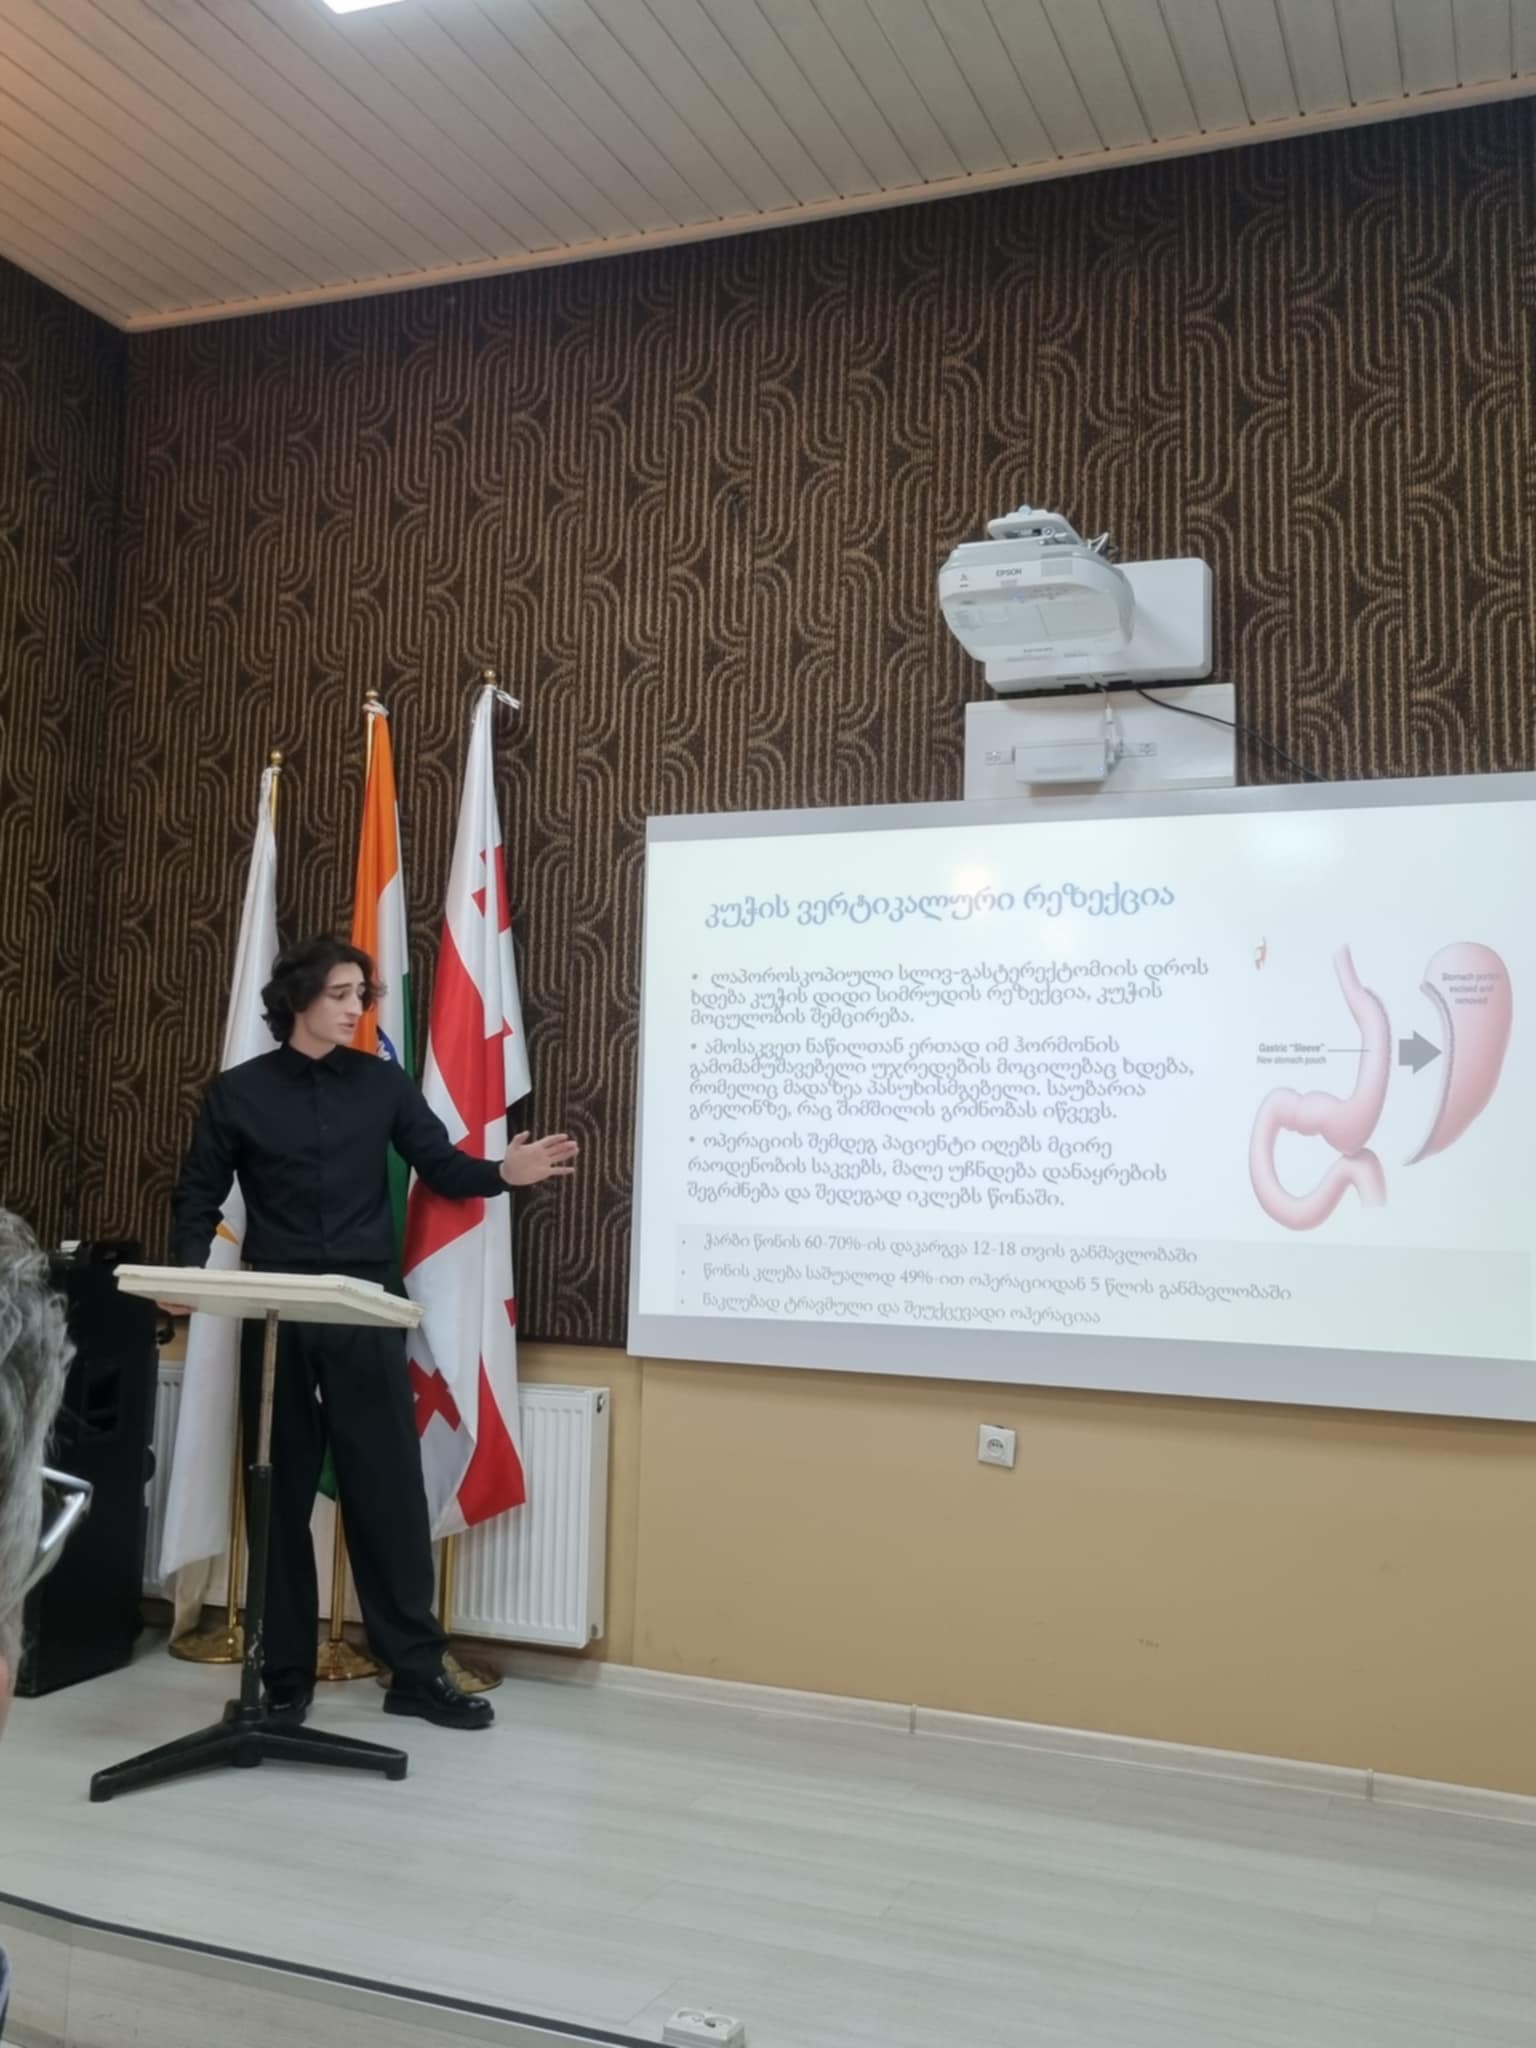 EPSON
კუჭის ვერტიკალური რეზექცია
• ლაპოროსკოპიული სლივ-გასტერექტომიის დროს
ხდება კუჭის დიდი სიმრუდის რეზექცია, კუჭის
მოცულობის შემცირება.
• ამოსაკვეთ ნაწილთან ერთად იმ ჰორმონის
გამომამუშავებელი უჯრედების მოცილებაც ხდება,
რომელიც მადაზეა პასუხისმგებელი. საუბარია
გრელინზე, რაც შიმშილის გრძნობას იწვევს.
• ოპერაციის შემდეგ პაციენტი იღებს მცირე
რაოდენობის საკვებს, მალე უჩნდება დანაყრების
შეგრძნება და შედეგად იკლებს წონაში.
Stomach
excised and
removed
Gastric "Sleeve"
New stomach pouch
• ჭარბი წონის 60-70%-ის დაკარგვა 12-18 თვის განმავლობაში
• წონის კლება საშუალოდ 49%-ით ოპერაციიდან 5 წლის განმავლობაში
• ნაკლებად ტრავმული და შეუქცევადი ოპერაციაა